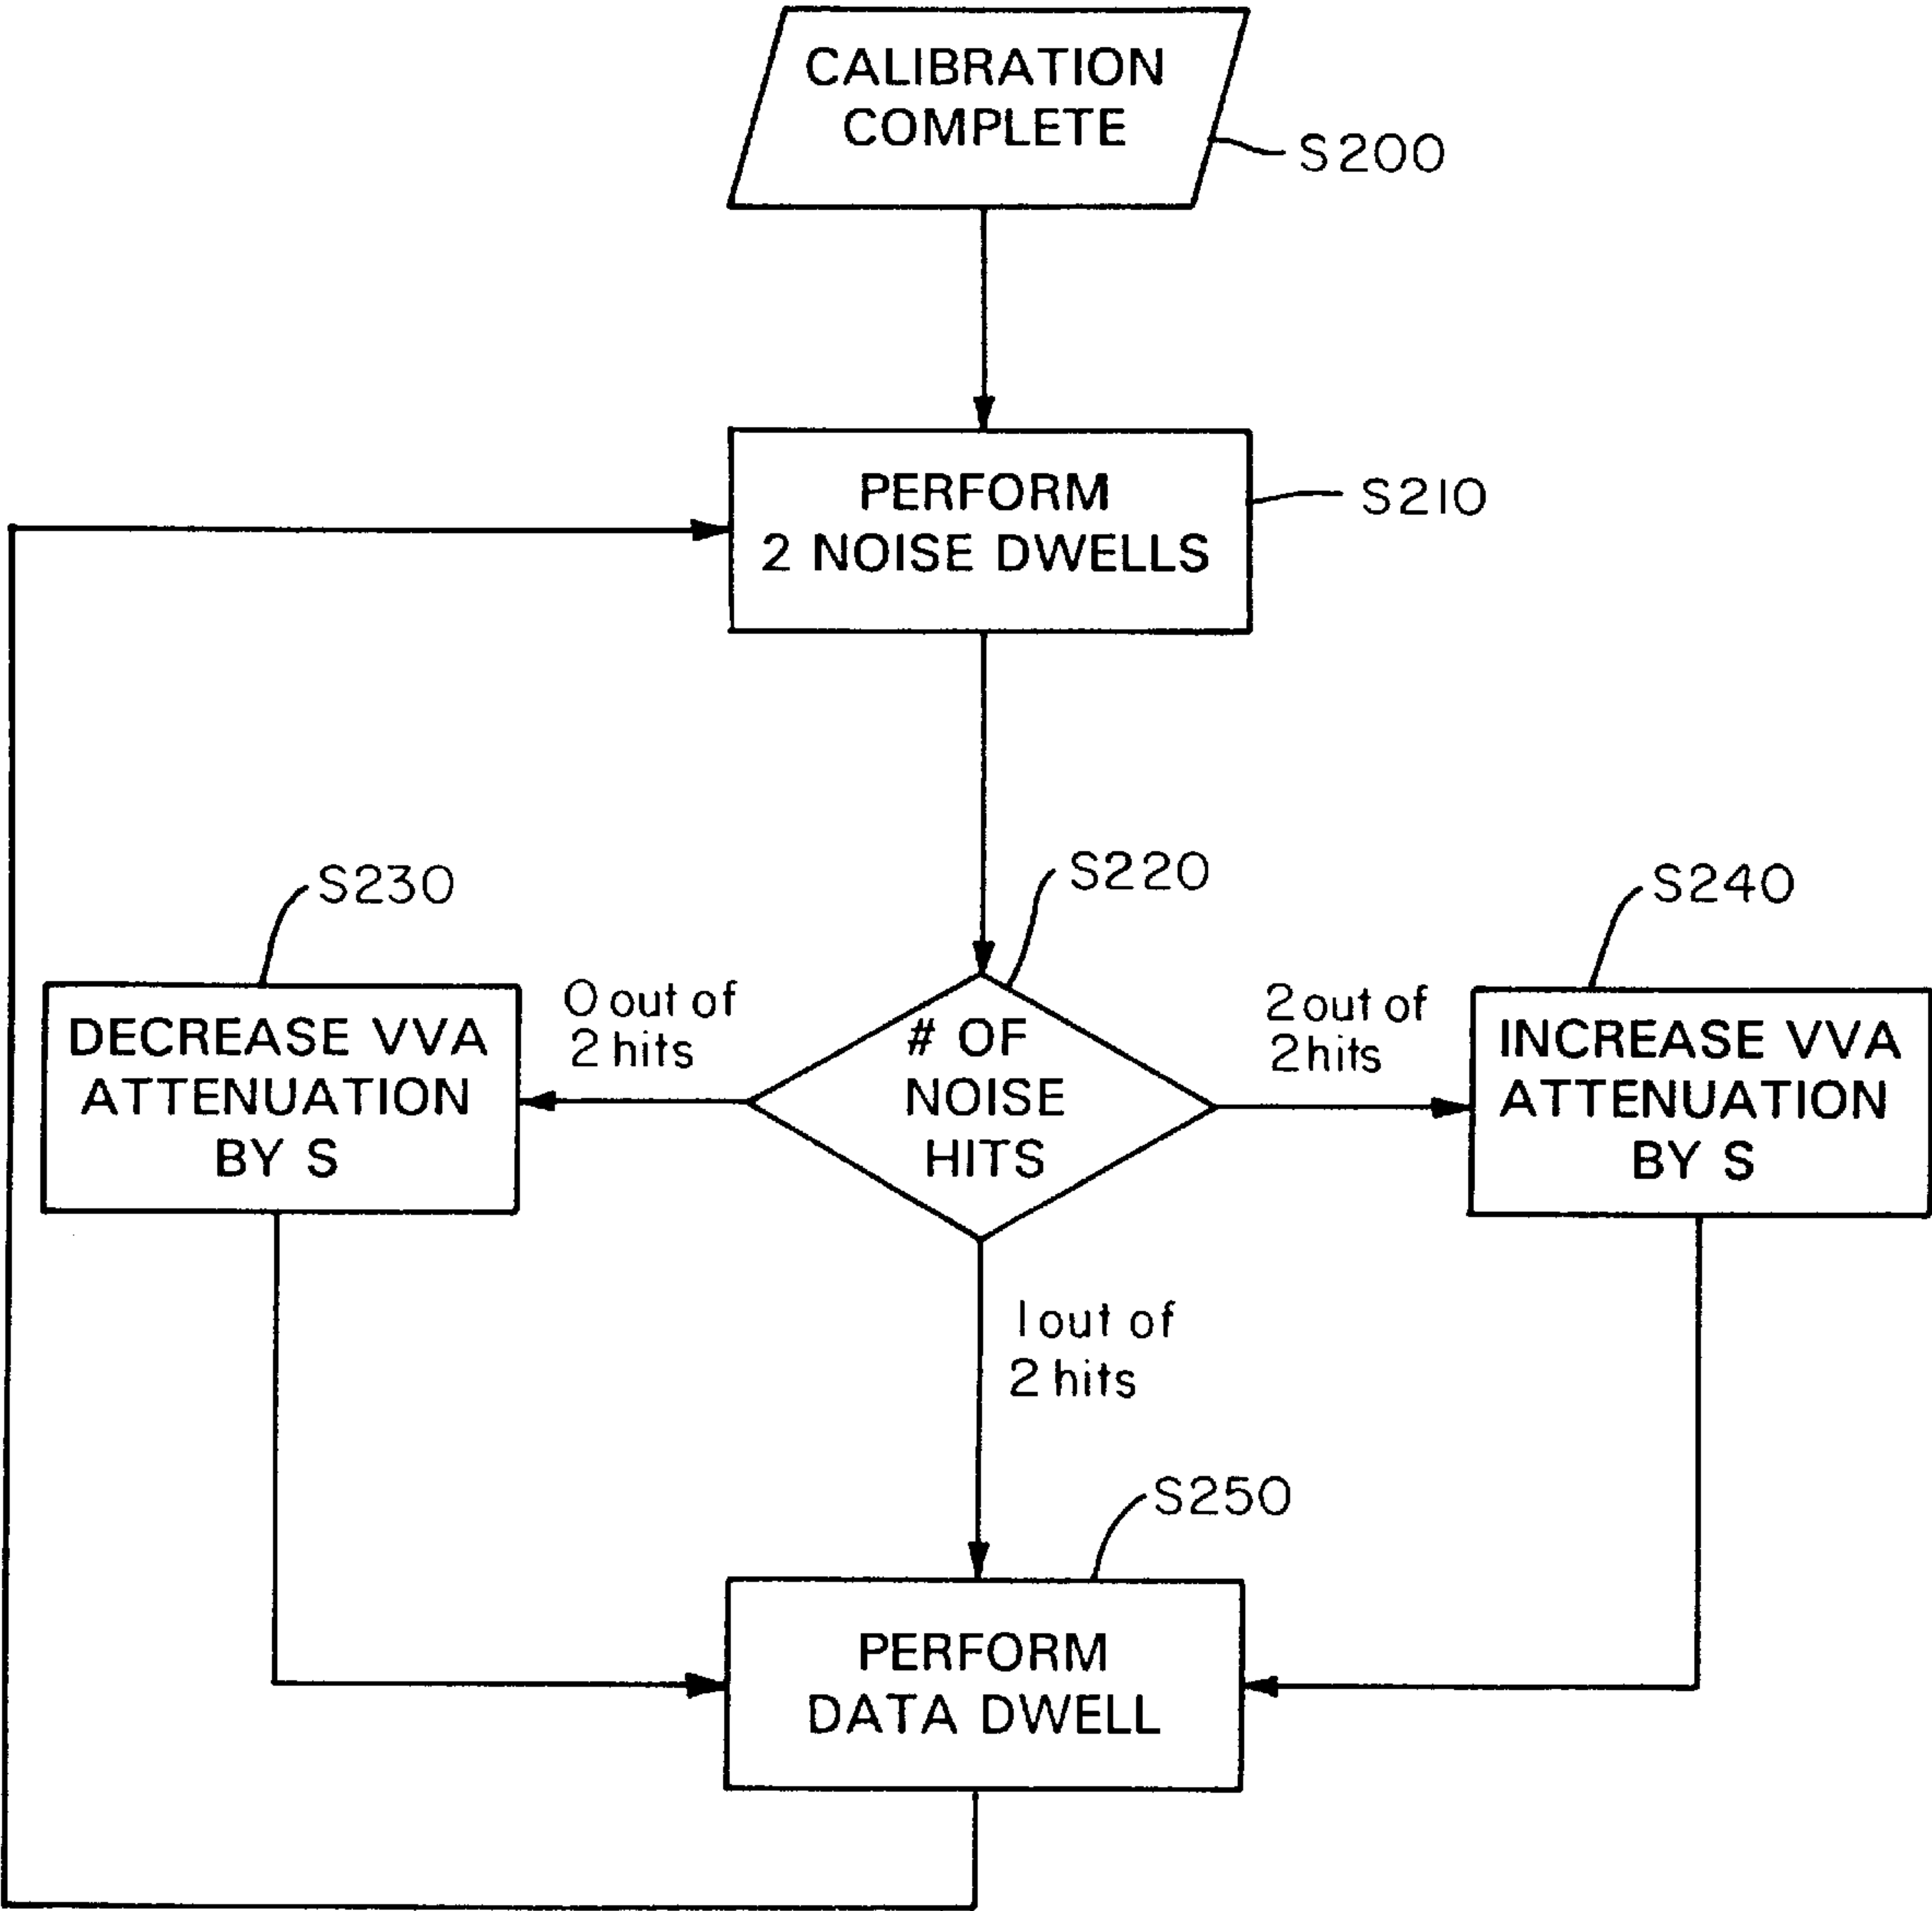 CALIBRATION
COMPLETE
S200
PERFORM
2 NOISE DWELLS
S210
S220
S230
S240
0 out of
2 hits
2 out of
2 hits
DECREASE VVA
ATTENUATION
BY S
# OF
NOISE
HITS
INCREASE VVA
ATTENUATION
BY S
1 out of
2 hits
S250
PERFORM
DATA DWELL